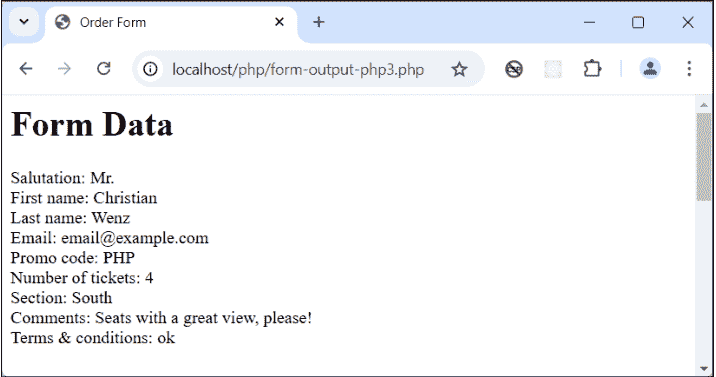 Order Form
localhost/php/form-output-php3.php
Form Data
Salutation: Mr.
First name: Christian
Last name: Wenz
Email: email@example.com
Promo code: PHP
Number of tickets: 4
Section: South
Comments: Seats with a great view, please!
Terms & conditions: ok